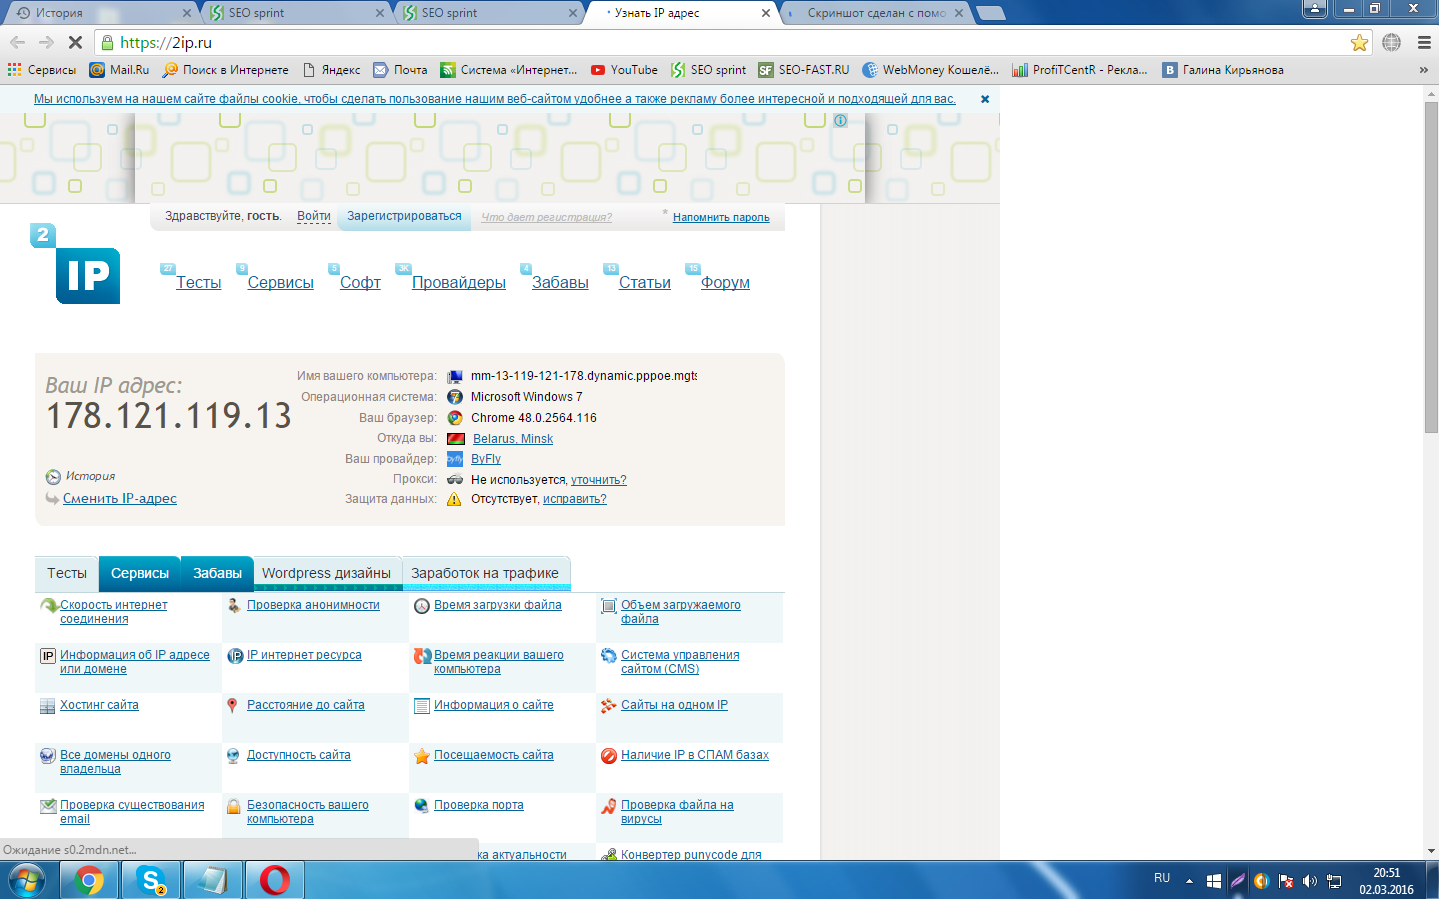 История
SEO sprint
SEO sprint
Узнать IP адрес
Скриншот сделан с помо
https://2ip.ru
Сервисы
Mail.Ru
Поиск в Интернете
Яндекс
Почта
Система «Интернет...
YouTube
SEO sprint
SEO-FAST.RU
WebMoney Кошелё...
ProfiTCentR - Рекла...
Галина Кирьянова
»
Мы используем на нашем сайте файлы cookie, чтобы сделать пользование нашим веб-сайтом удобнее а также рекламу более интересной и подходящей для вас.
Здравствуйте, гость.
Войти
Зарегистрироваться
Что дает регистрация?
* Напомнить пароль
2
IP
27 Тесты
9 Сервисы
5 Софт
3K Провайдеры
4 Забавы
13 Статьи
15 Форум
Ваш IP адрес:
178.121.119.13
История
Сменить IP-адрес
Имя вашего компьютера: mm-13-119-121-178.dynamic.pppoe.mgts
Операционная система: Microsoft Windows 7
Ваш браузер: Chrome 48.0.2564.116
Откуда вы: Belarus, Minsk
Ваш провайдер: byfly ByFly
Прокси: Не используется, уточнить?
Защита данных: Отсутствует, исправить?
Тесты
Сервисы
Забавы
Wordpress дизайны
Заработок на трафике
Скорость интернет
соединения
Проверка анонимности
Время загрузки файла
Объем загружаемого
файла
IP Информация об IP адресе
или домене
IP IP интернет ресурса
Время реакции вашего
компьютера
Система управления
сайтом (CMS)
Хостинг сайта
Расстояние до сайта
Информация о сайте
Сайты на одном IP
Все домены одного
владельца
Доступность сайта
Посещаемость сайта
Наличие IP в СПАМ базах
Проверка существования
email
Безопасность вашего
компьютера
Проверка порта
Проверка файла на
вирусы
ка актуальности
Конвертер punycode для
Ожидание s0.2mdn.net...
2
RU
20:51
02.03.2016